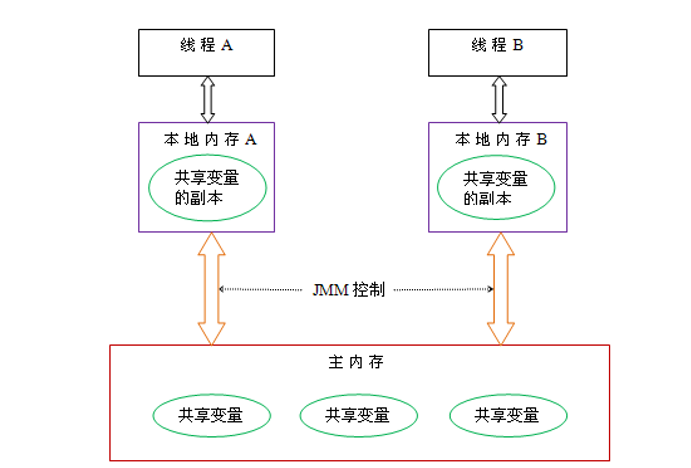 线程 A
线程 B
本地内存 A
本地内存 B
共享变量
的副本
共享变量
的副本
JMM 控制
主内存
共享变量
共享变量
共享变量